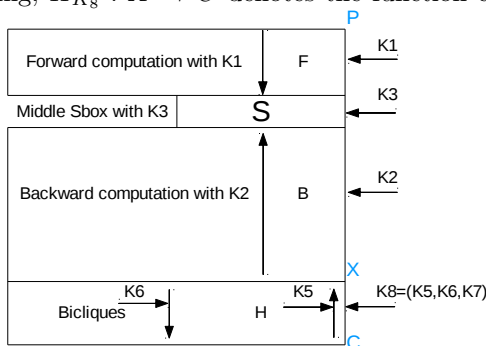 P
Forward computation with K1 F K1
Middle Sbox with K3 S K3
Backward computation with K2 B K2
X
K6 K5 K8=(K5,K6,K7)
Bicliques H
C